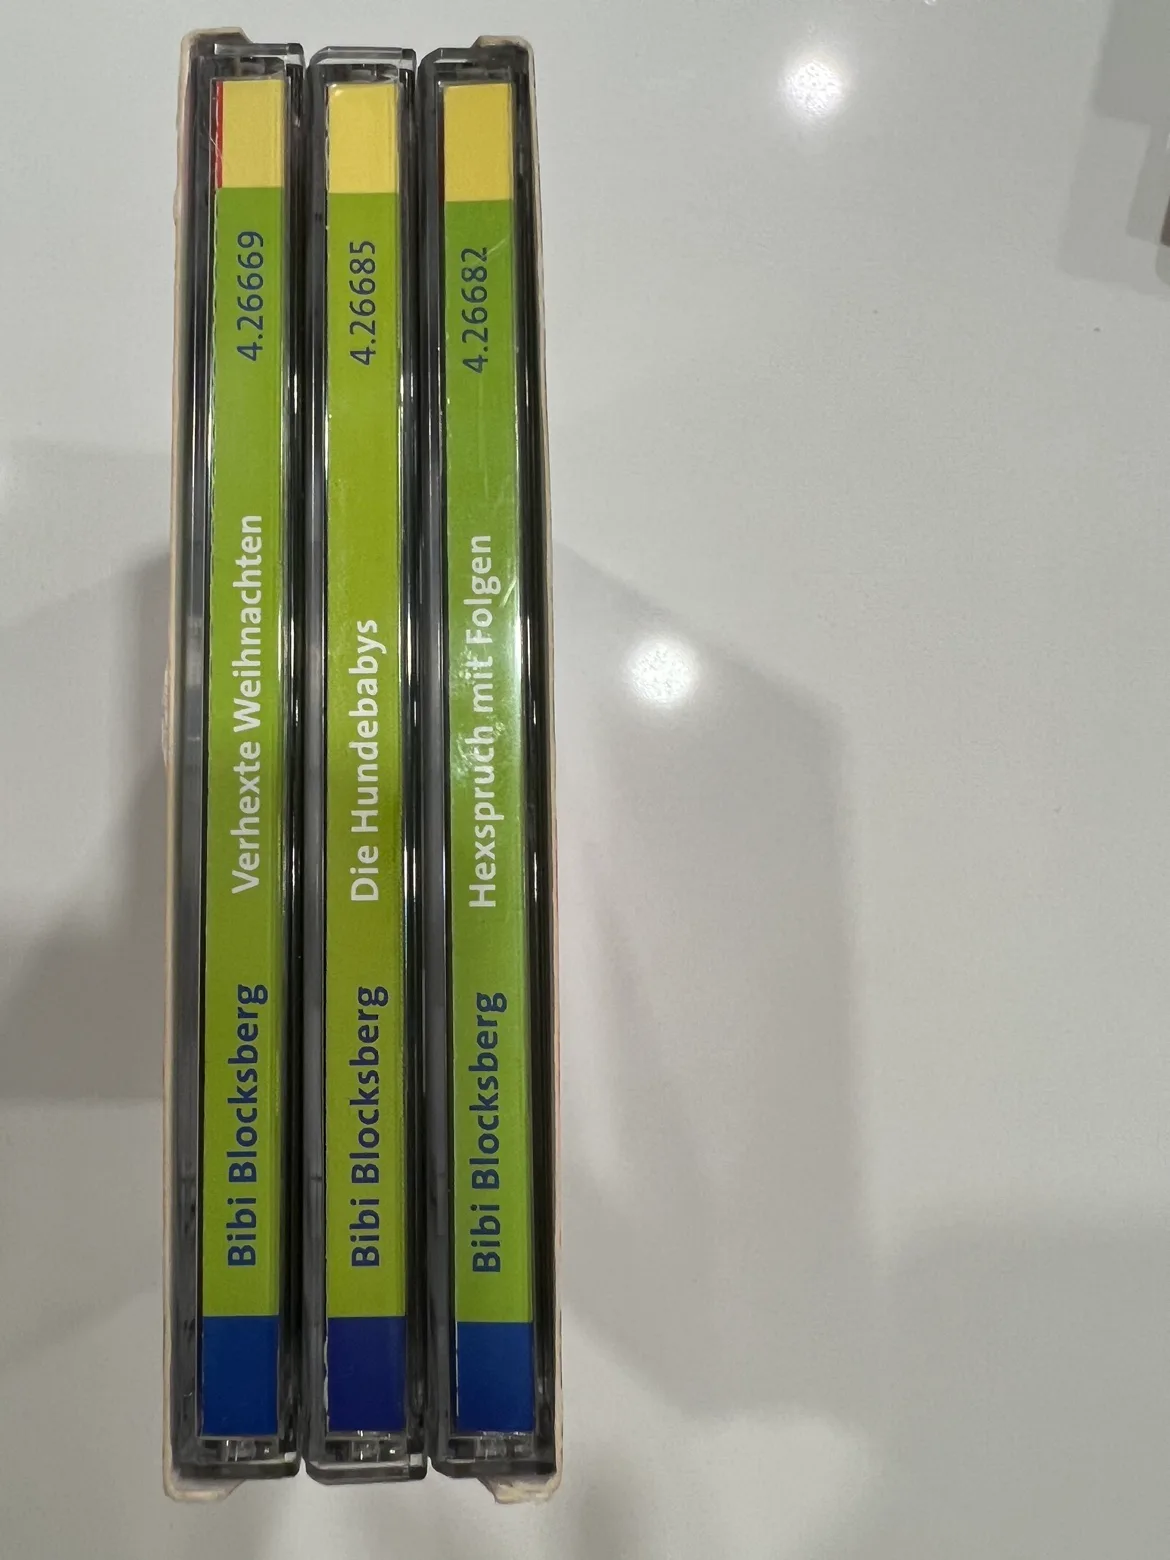 Bibi Blocksberg Verhexte Weihnachten 4.26669
Bibi Blocksberg Die Hundebabys 4.26685
Bibi Blocksberg Hexspruch mit Folgen 4.26682